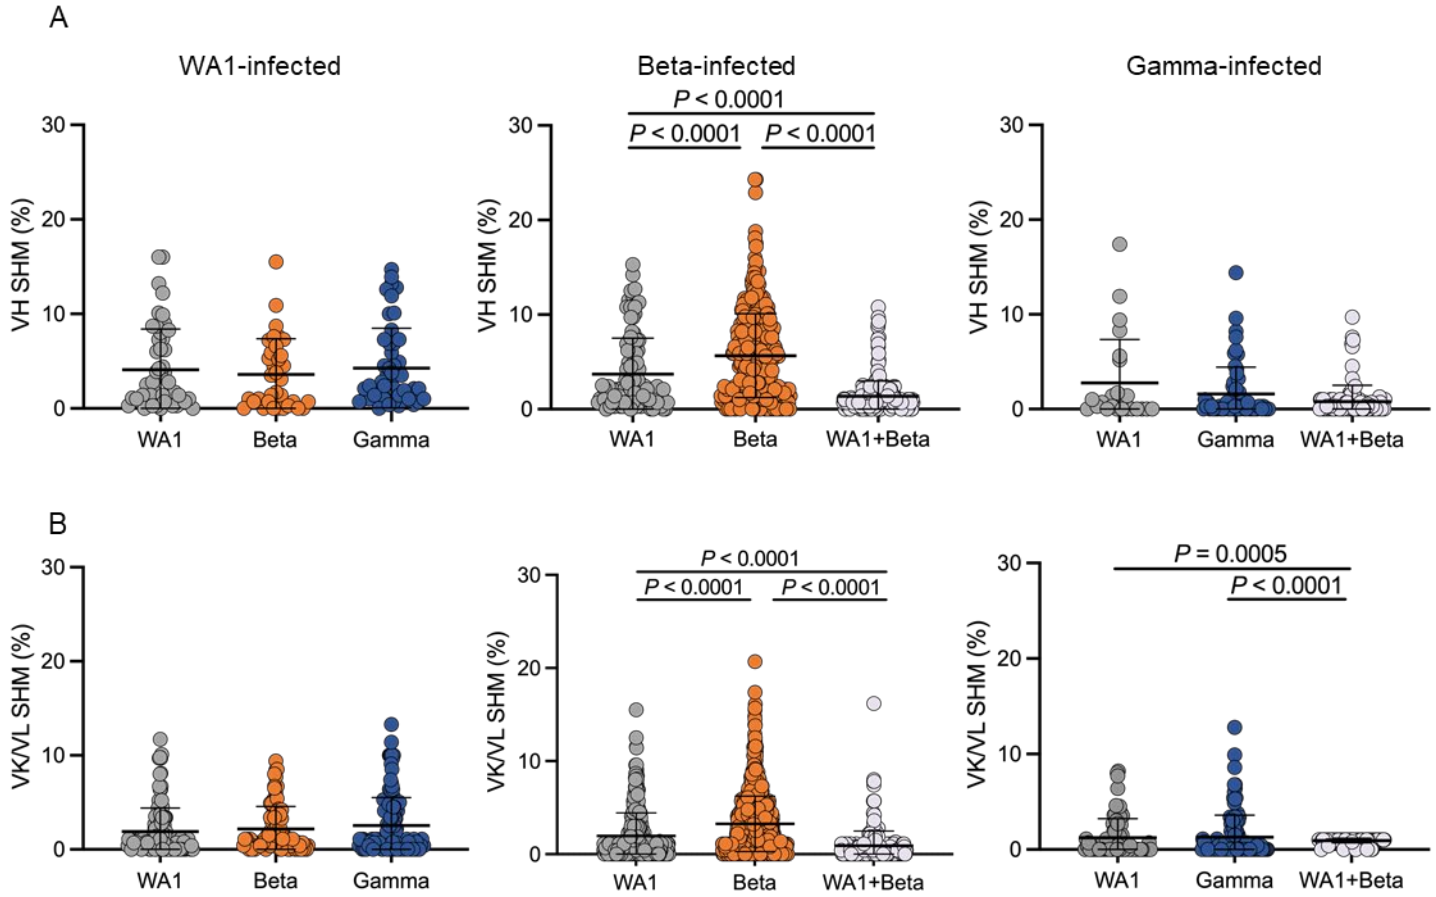 A
WA1-infected
Beta-infected
Gamma-infected
P < 0.0001
P < 0.0001
P < 0.0001
VH SHM (%)
30
20
10
0
WA1
Beta
Gamma
VH SHM (%)
30
20
10
0
WA1
Beta
WA1+Beta
VH SHM (%)
30
20
10
0
WA1
Gamma
WA1+Beta
B
VK/VL SHM (%)
30
20
10
0
WA1
Beta
Gamma
P < 0.0001
P < 0.0001
P < 0.0001
VK/VL SHM (%)
30
20
10
0
WA1
Beta
WA1+Beta
P = 0.0005
P < 0.0001
VK/VL SHM (%)
30
20
10
0
WA1
Gamma
WA1+Beta